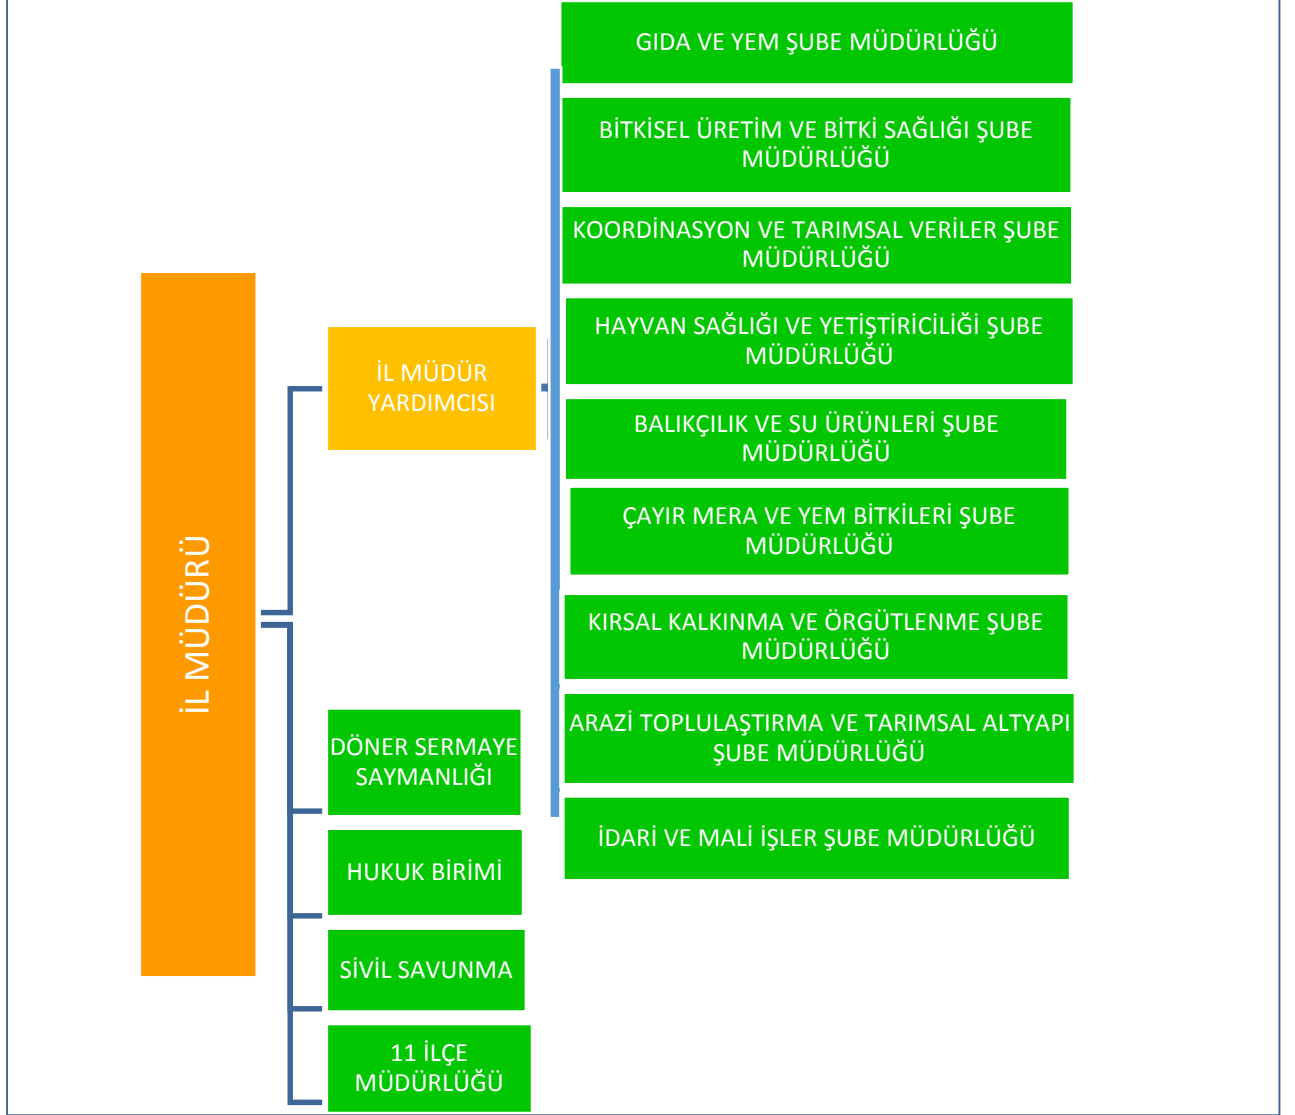 GIDA VE YEM ŞUBE MÜDÜRLÜĞÜ
BİTKİSEL ÜRETİM VE BİTKİ SAĞLIĞI ŞUBE
MÜDÜRLÜĞÜ
KOORDİNASYON VE TARIMSAL VERİLER ŞUBE
MÜDÜRLÜĞÜ
HAYVAN SAĞLIĞI VE YETİŞTİRİCİLİĞİ ŞUBE
MÜDÜRLÜĞÜ
İL MÜDÜR
YARDIMCISI
BALIKÇILIK VE SU ÜRÜNLERİ ŞUBE
MÜDÜRLÜĞÜ
ÇAYIR MERA VE YEM BİTKİLERİ ŞUBE
MÜDÜRLÜĞÜ
İL MÜDÜRÜ
KIRSAL KALKINMA VE ÖRGÜTLENME ŞUBE
MÜDÜRLÜĞÜ
ARAZİ TOPLULAŞTIRMA VE TARIMSAL ALTYAPI
ŞUBE MÜDÜRLÜĞÜ
DÖNER SERMAYE
SAYMANLIĞI
İDARİ VE MALİ İŞLER ŞUBE MÜDÜRLÜĞÜ
HUKUK BİRİMİ
SİVİL SAVUNMA
11 İLÇE
MÜDÜRLÜĞÜ